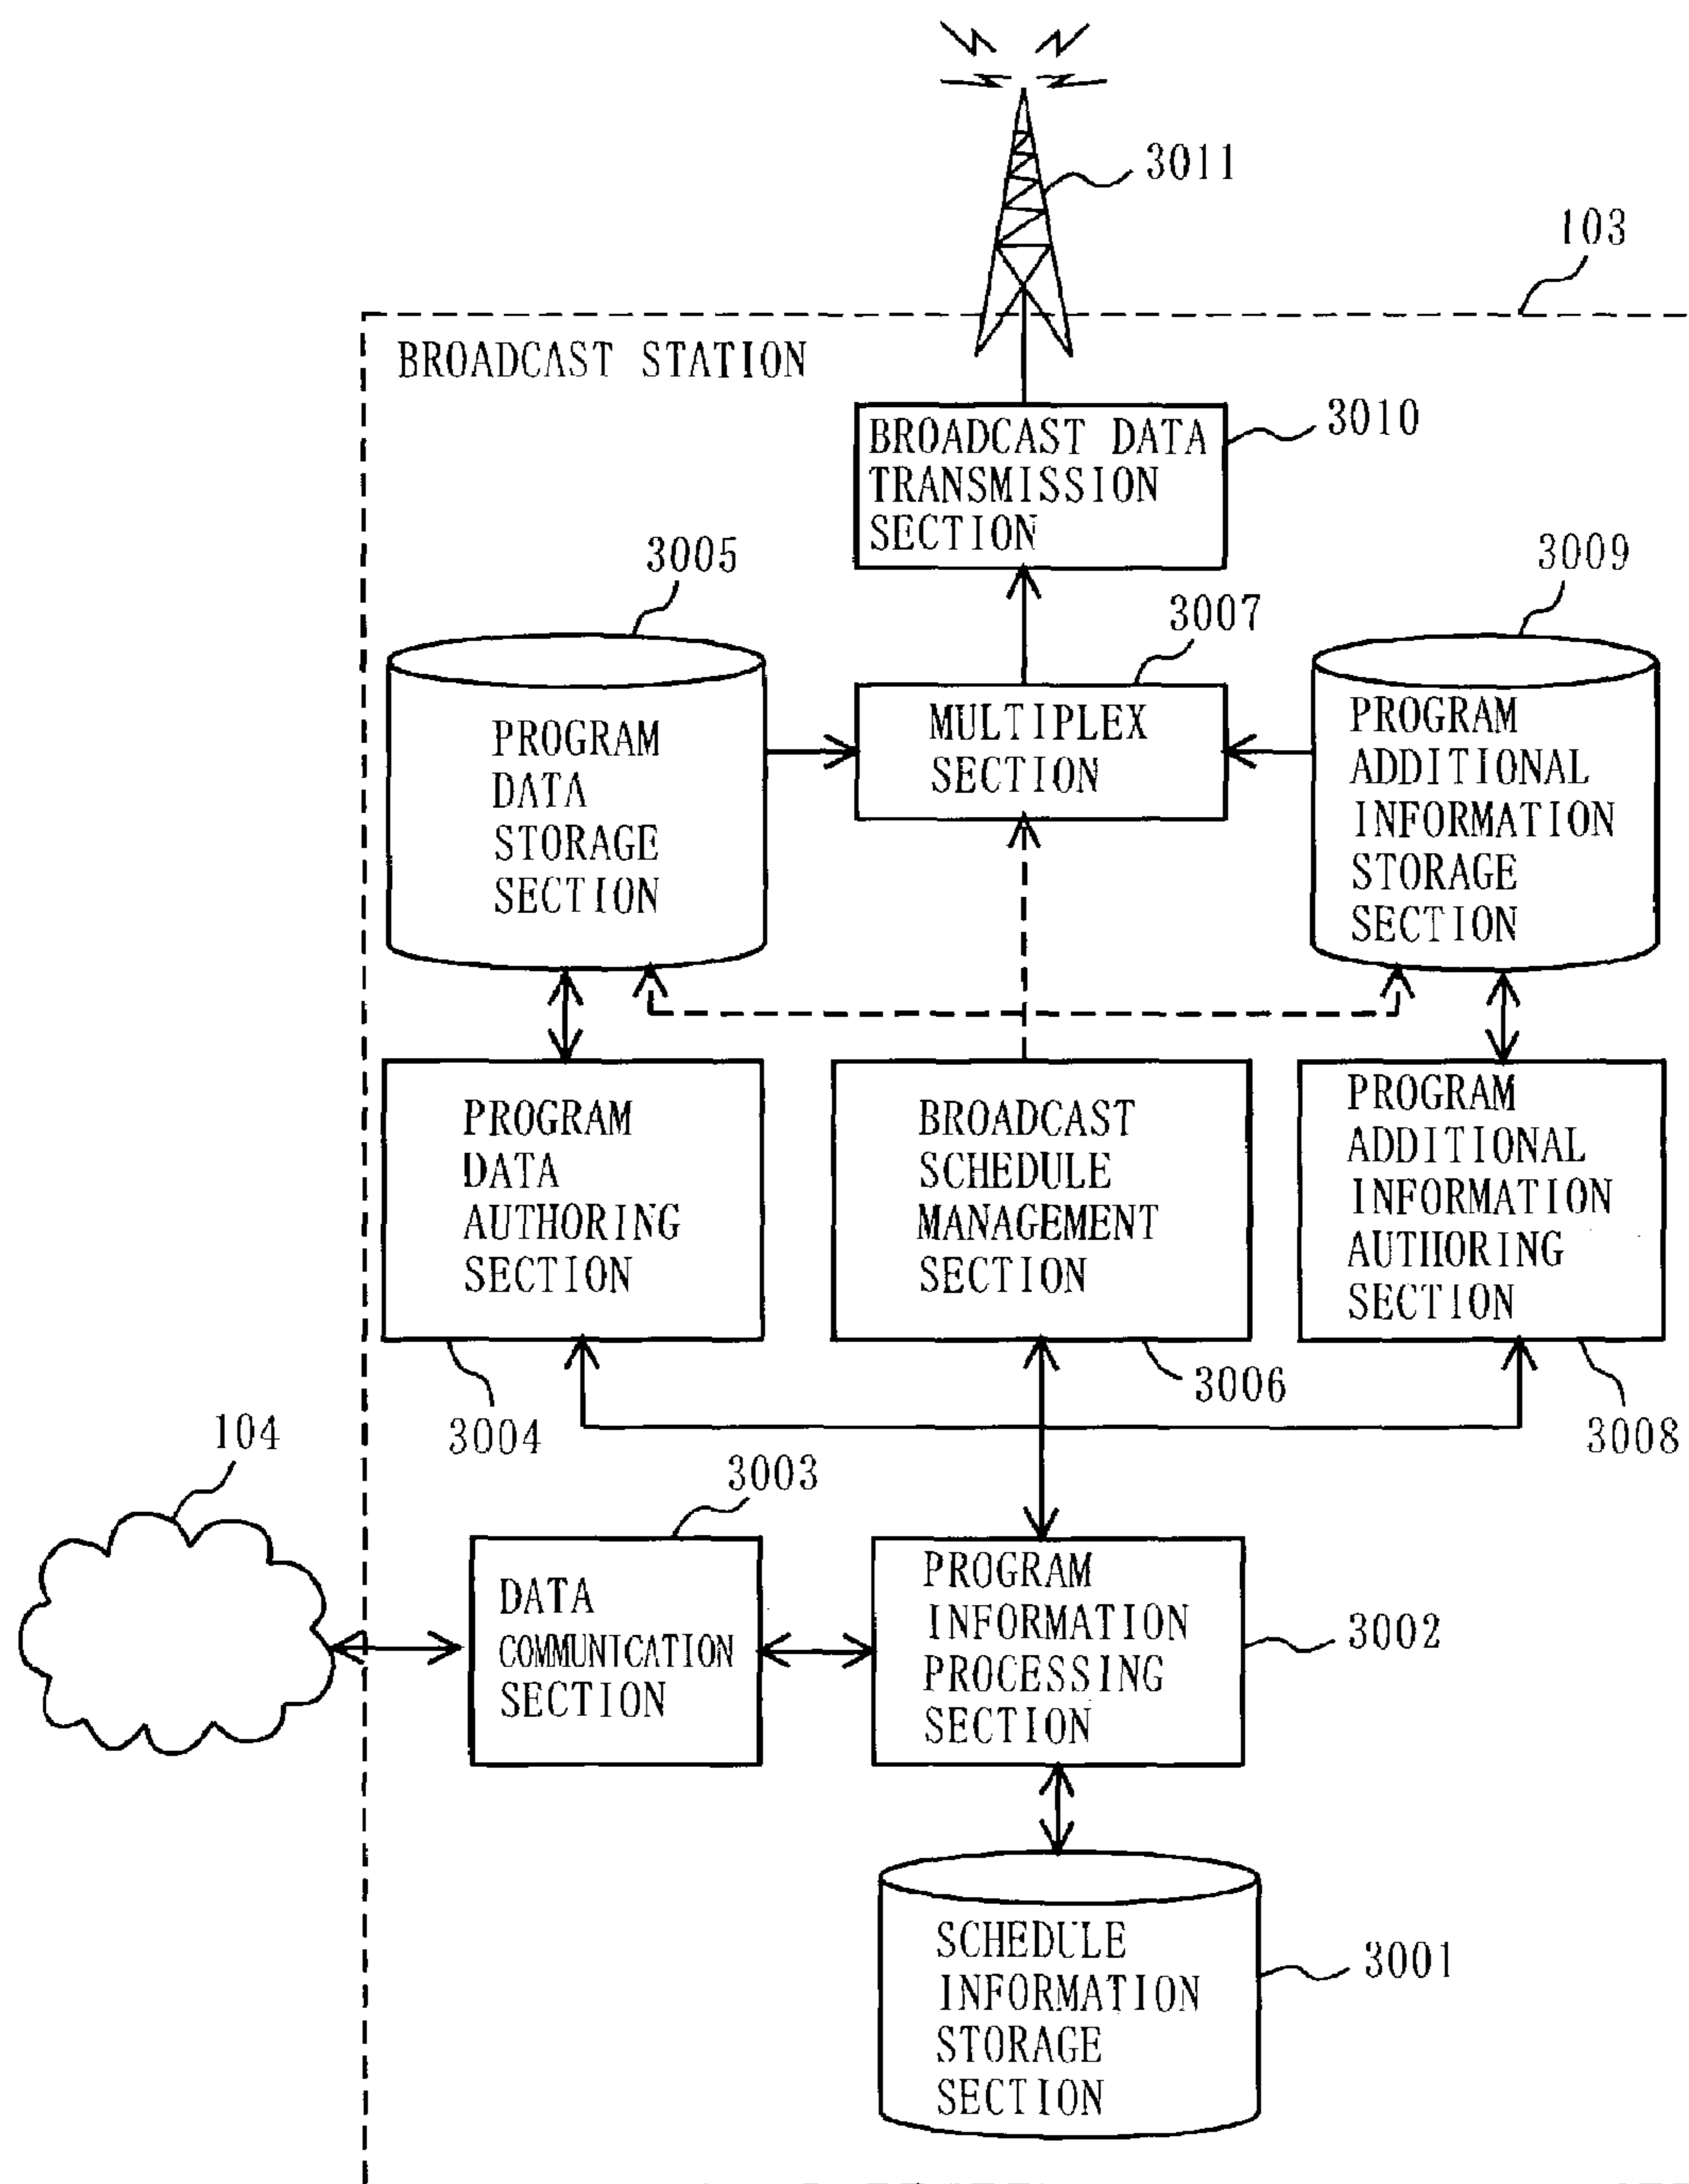 3011
103
BROADCAST STATION
3010
BROADCAST DATA
TRANSMISSION
SECTION
3005
3009
3007
PROGRAM
DATA
STORAGE
SECTION
MULTIPLEX
SECTION
PROGRAM
ADDITIONAL
INFORMATION
STORAGE
SECTION
PROGRAM
DATA
AUTHORING
SECTION
BROADCAST
SCHEDULE
MANAGEMENT
SECTION
PROGRAM
ADDITIONAL
INFORMATION
AUTHORING
SECTION
3004
3006
3008
104
3003
DATA
COMMUNICATION
SECTION
PROGRAM
INFORMATION
PROCESSING
SECTION
3002
SCHEDULE
INFORMATION
STORAGE
SECTION
3001